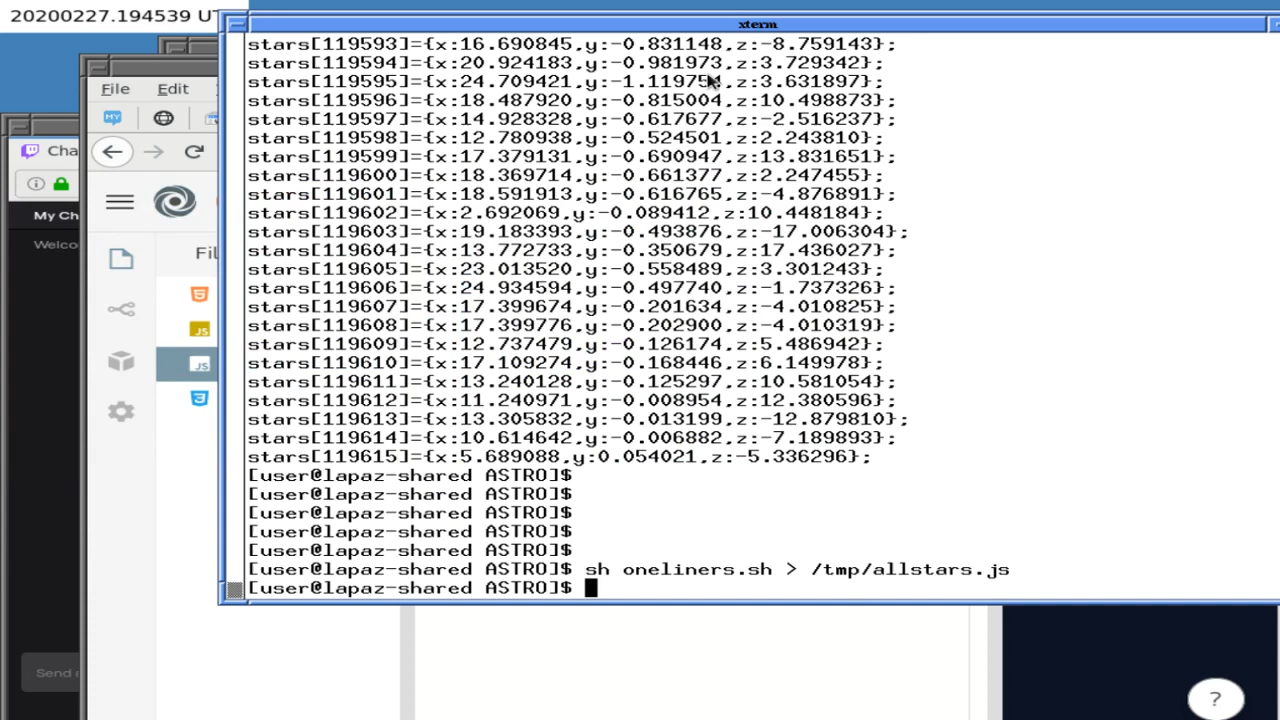 20200227.194539 U
xterm
File Edit
Cha
My Ch
Welco
Fil
JS
JS
Send
stars[119593]={x:16.690845,y:-0.831148,z:-8.759143};
stars[119594]={x:20.924183,y:-0.981973,z:3.729342};
stars[119595]={x:24.709421,y:-1.11975,z:3.631897};
stars[119596]={x:18.487920,y:-0.815004,z:10.498873};
stars[119597]={x:14.928328,y:-0.617677,z:-2.516237};
stars[119598]={x:12.780938,y:-0.524501,z:2.243810};
stars[119599]={x:17.379131,y:-0.690947,z:13.831651};
stars[119600]={x:18.369714,y:-0.661377,z:2.247455};
stars[119601]={x:18.591913,y:-0.616765,z:-4.876891};
stars[119602]={x:2.692069,y:-0.089412,z:10.448184};
stars[119603]={x:19.183393,y:-0.493876,z:-17.006304};
stars[119604]={x:13.772733,y:-0.350679,z:17.436027};
stars[119605]={x:23.013520,y:-0.558489,z:3.301243};
stars[119606]={x:24.934594,y:-0.497740,z:-1.737326};
stars[119607]={x:17.399674,y:-0.201634,z:-4.010825};
stars[119608]={x:17.399776,y:-0.202900,z:-4.010319};
stars[119609]={x:12.737479,y:-0.126174,z:5.486942};
stars[119610]={x:17.109274,y:-0.168446,z:6.149978};
stars[119611]={x:13.240128,y:-0.125297,z:10.581054};
stars[119612]={x:11.240971,y:-0.008954,z:12.380596};
stars[119613]={x:13.305832,y:-0.013199,z:-12.879810};
stars[119614]={x:10.614642,y:-0.006882,z:-7.189893};
stars[119615]={x:5.689088,y:0.054021,z:-5.336296};
[user@lapaz-shared ASTRO]$
[user@lapaz-shared ASTRO]$
[user@lapaz-shared ASTRO]$
[user@lapaz-shared ASTRO]$
[user@lapaz-shared ASTRO]$
[user@lapaz-shared ASTRO]$ sh oneliners.sh > /tmp/allstars.js
[user@lapaz-shared ASTRO]$
?